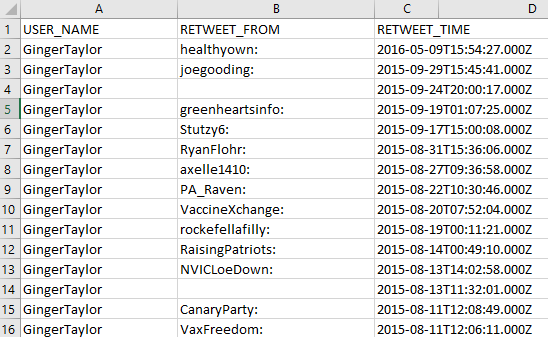 A B C D
1 USER_NAME RETWEET_FROM RETWEET_TIME
2 GingerTaylor healthyown: 2016-05-09T15:54:27.000Z
3 GingerTaylor joegooding: 2015-09-29T15:45:41.000Z
4 GingerTaylor 2015-09-24T20:00:17.000Z
5 GingerTaylor greenheartsinfo: 2015-09-19T01:07:25.000Z
6 GingerTaylor Stutzy6: 2015-09-17T15:00:08.000Z
7 GingerTaylor RyanFlohr: 2015-08-31T15:36:06.000Z
8 GingerTaylor axelle1410: 2015-08-27T09:36:58.000Z
9 GingerTaylor PA_Raven: 2015-08-22T10:30:46.000Z
10 GingerTaylor VaccineXchange: 2015-08-20T07:52:04.000Z
11 GingerTaylor rockefellafilly: 2015-08-19T00:11:21.000Z
12 GingerTaylor RaisingPatriots: 2015-08-14T00:49:10.000Z
13 GingerTaylor NVICLoeDown: 2015-08-13T14:02:58.000Z
14 GingerTaylor 2015-08-13T11:32:01.000Z
15 GingerTaylor CanaryParty: 2015-08-11T12:08:49.000Z
16 GingerTaylor VaxFreedom: 2015-08-11T12:06:11.000Z